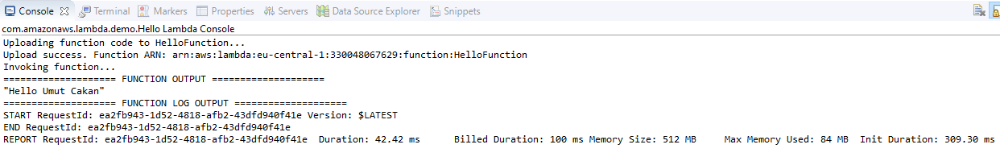 Console Terminal Markers Properties Servers Data Source Explorer Snippets
com.amazonaws.lambda.demo.Hello Lambda Console
Uploading function code to HelloFunction...
Upload success. Function ARN: arn:aws:lambda:eu-central-1:330048067629:function:HelloFunction
Invoking function...
==================== FUNCTION OUTPUT ====================
"Hello Umut Cakan"
==================== FUNCTION LOG OUTPUT ====================
START RequestId: ea2fb943-1d52-4818-afb2-43dfd940f41e Version: $LATEST
END RequestId: ea2fb943-1d52-4818-afb2-43dfd940f41e
REPORT RequestId: ea2fb943-1d52-4818-afb2-43dfd940f41e Duration: 42.42 ms Billed Duration: 100 ms Memory Size: 512 MB Max Memory Used: 84 MB Init Duration: 309.30 ms